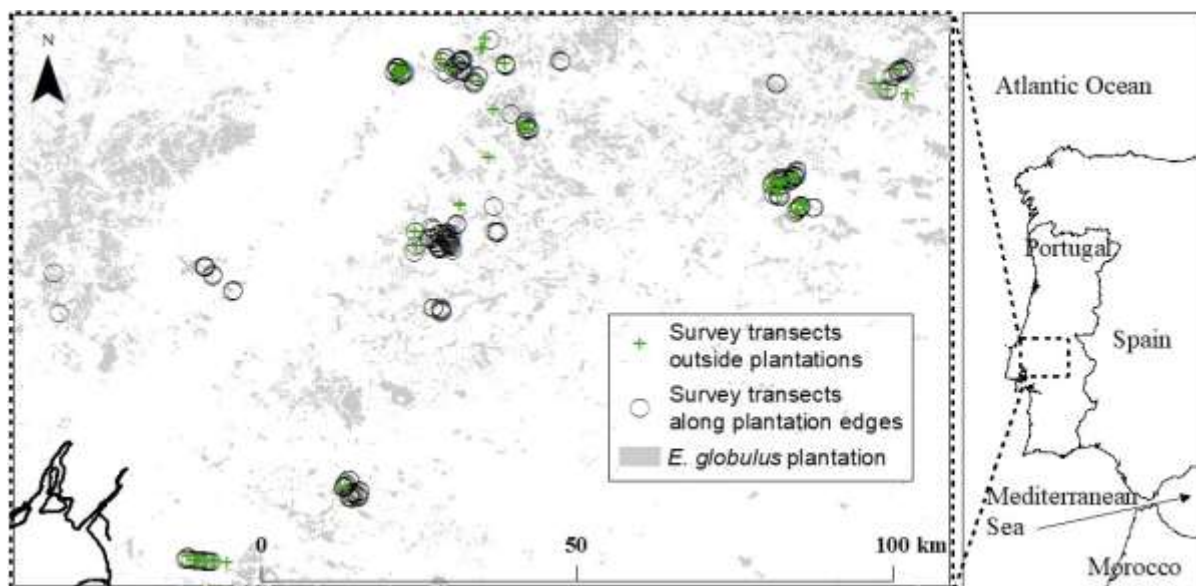 N
Survey transects
outside plantations
Survey transects
along plantation edges
E. globulus plantation
0
50
100 km
Atlantic Ocean
Portugal
Spain
Mediterranean
Sea
Morocco